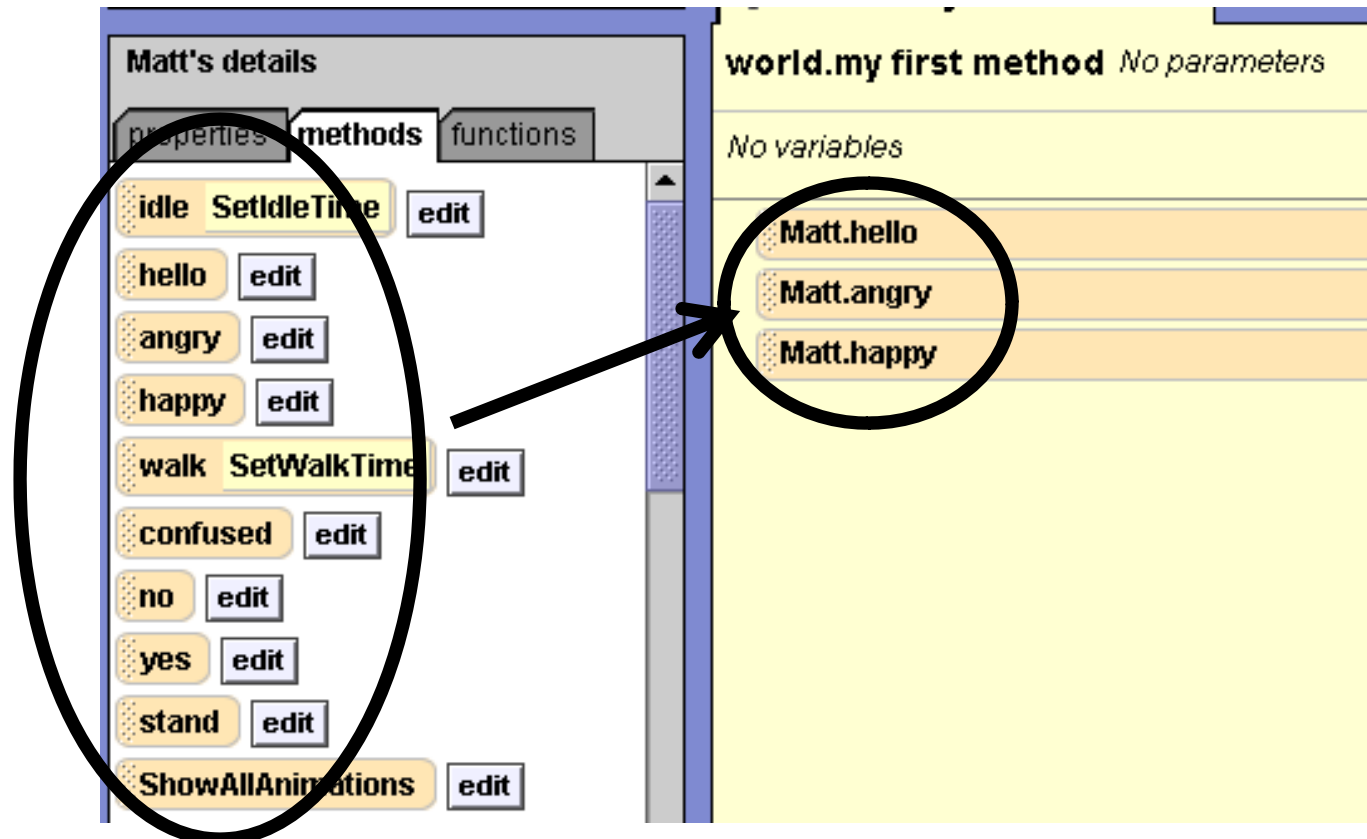 Matt's details
properties methods functions
idle SetIdleTime edit
hello edit
angry edit
happy edit
walk SetWalkTime edit
confused edit
no edit
yes edit
stand edit
ShowAllAnimations edit
world.my first method No parameters
No variables
Matt.hello
Matt.angry
Matt.happy